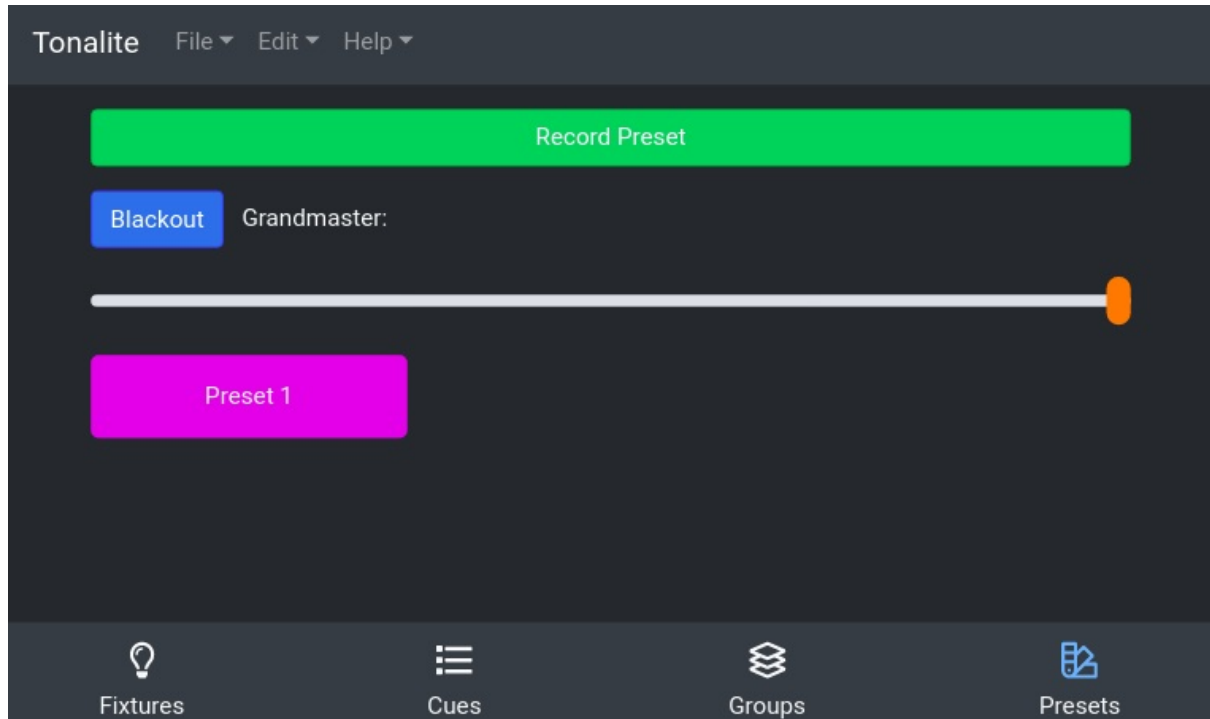 Tonalite File Edit Help
Record Preset
Blackout Grandmaster:
Preset 1
Fixtures Cues Groups Presets